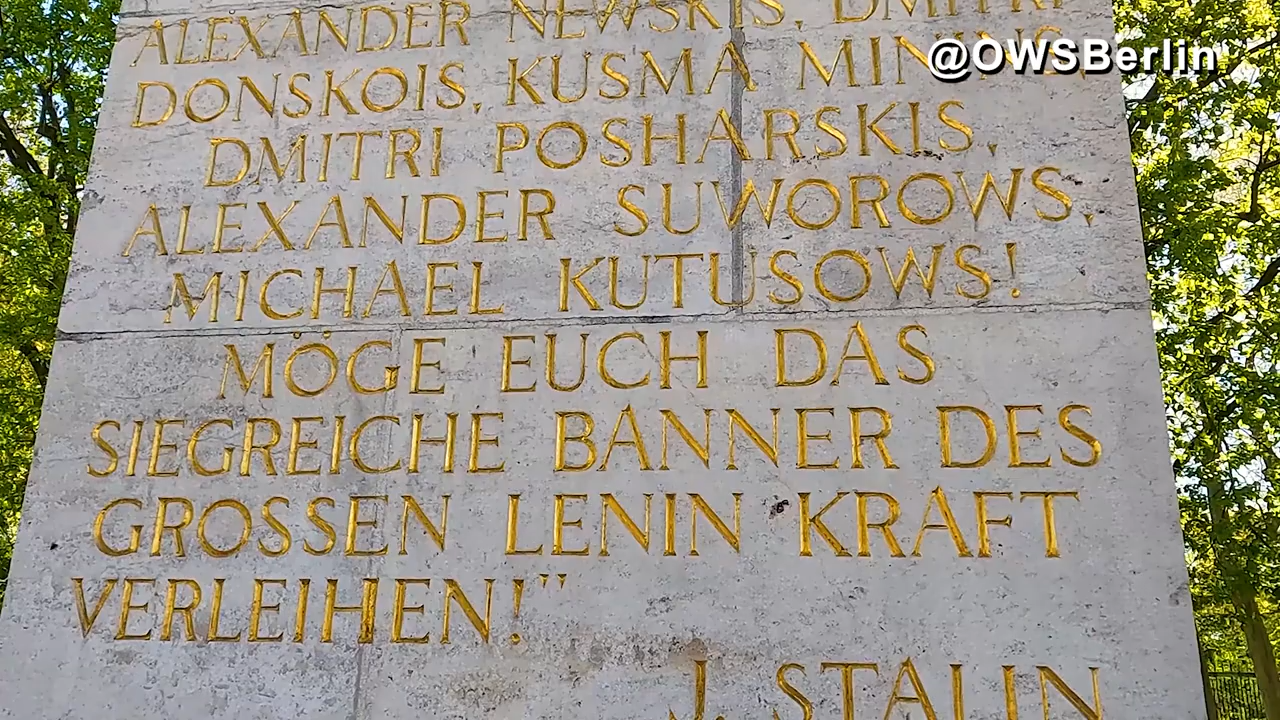 ALEXANDER NEWSKIS, DMITRI
DONSKOIS, KUSMA MININS
@OWSBerlin
DMITRI POSHARSKIS,
ALEXANDER SUWOROWS,
MICHAEL KUTUSOWS!
MÖGE EUCH DAS
SIEGREICHE BANNER DES
GROSSEN LENIN KRAFT
VERLEIHEN!"
J. STALIN